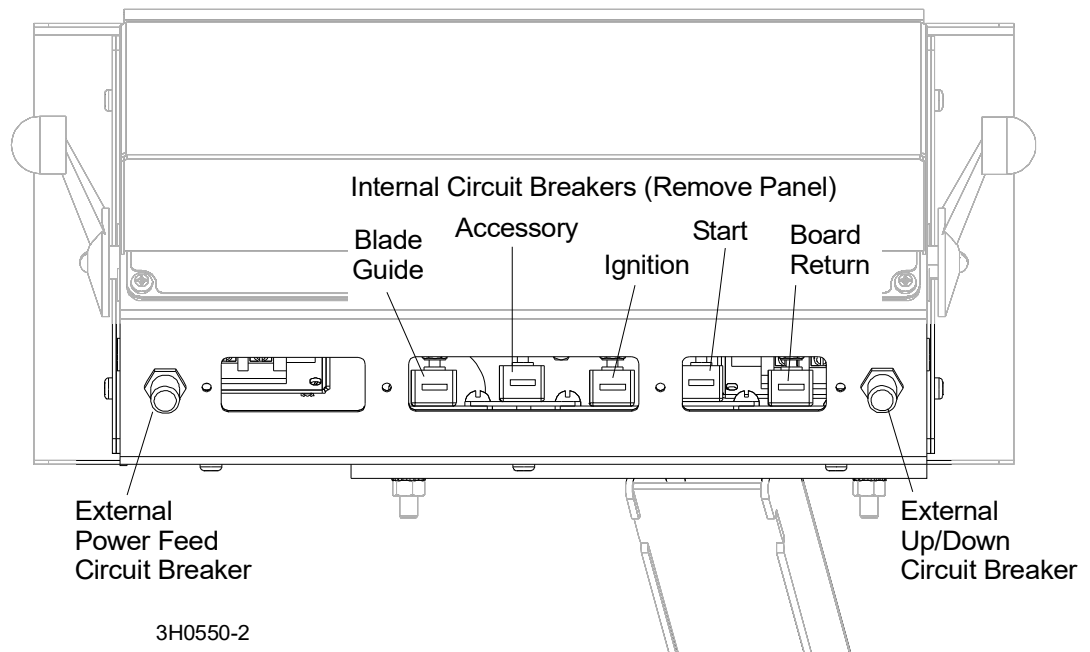 Internal Circuit Breakers (Remove Panel)
Blade
Guide
Accessory
Ignition
Start
Board
Return
External
Power Feed
Circuit Breaker
External
Up/Down
Circuit Breaker
3H0550-2